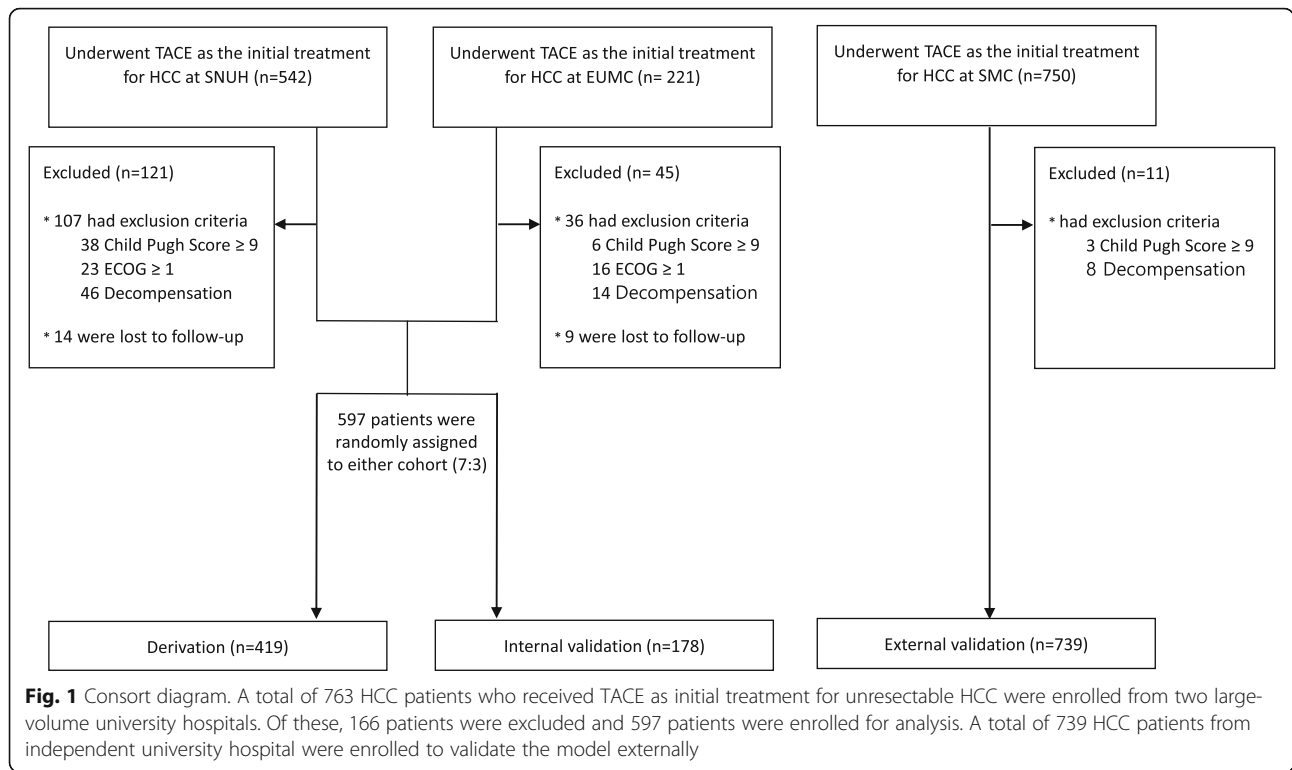 Underwent TACE as the initial treatment
for HCC at SNUH (n=542)
Underwent TACE as the initial treatment
for HCC at EUMC (n= 221)
Underwent TACE as the initial treatment
for HCC at SMC (n=750)
Excluded (n=121)
* 107 had exclusion criteria
38 Child Pugh Score ≥ 9
23 ECOG ≥ 1
46 Decompensation
* 14 were lost to follow-up
Excluded (n= 45)
* 36 had exclusion criteria
6 Child Pugh Score ≥ 9
16 ECOG ≥ 1
14 Decompensation
* 9 were lost to follow-up
Excluded (n=11)
* had exclusion criteria
3 Child Pugh Score ≥ 9
8 Decompensation
597 patients were
randomly assigned
to either cohort (7:3)
Derivation (n=419)
Internal validation (n=178)
External validation (n=739)
Fig. 1 Consort diagram. A total of 763 HCC patients who received TACE as initial treatment for unresectable HCC were enrolled from two large-
volume university hospitals. Of these, 166 patients were excluded and 597 patients were enrolled for analysis. A total of 739 HCC patients from
independent university hospital were enrolled to validate the model externally